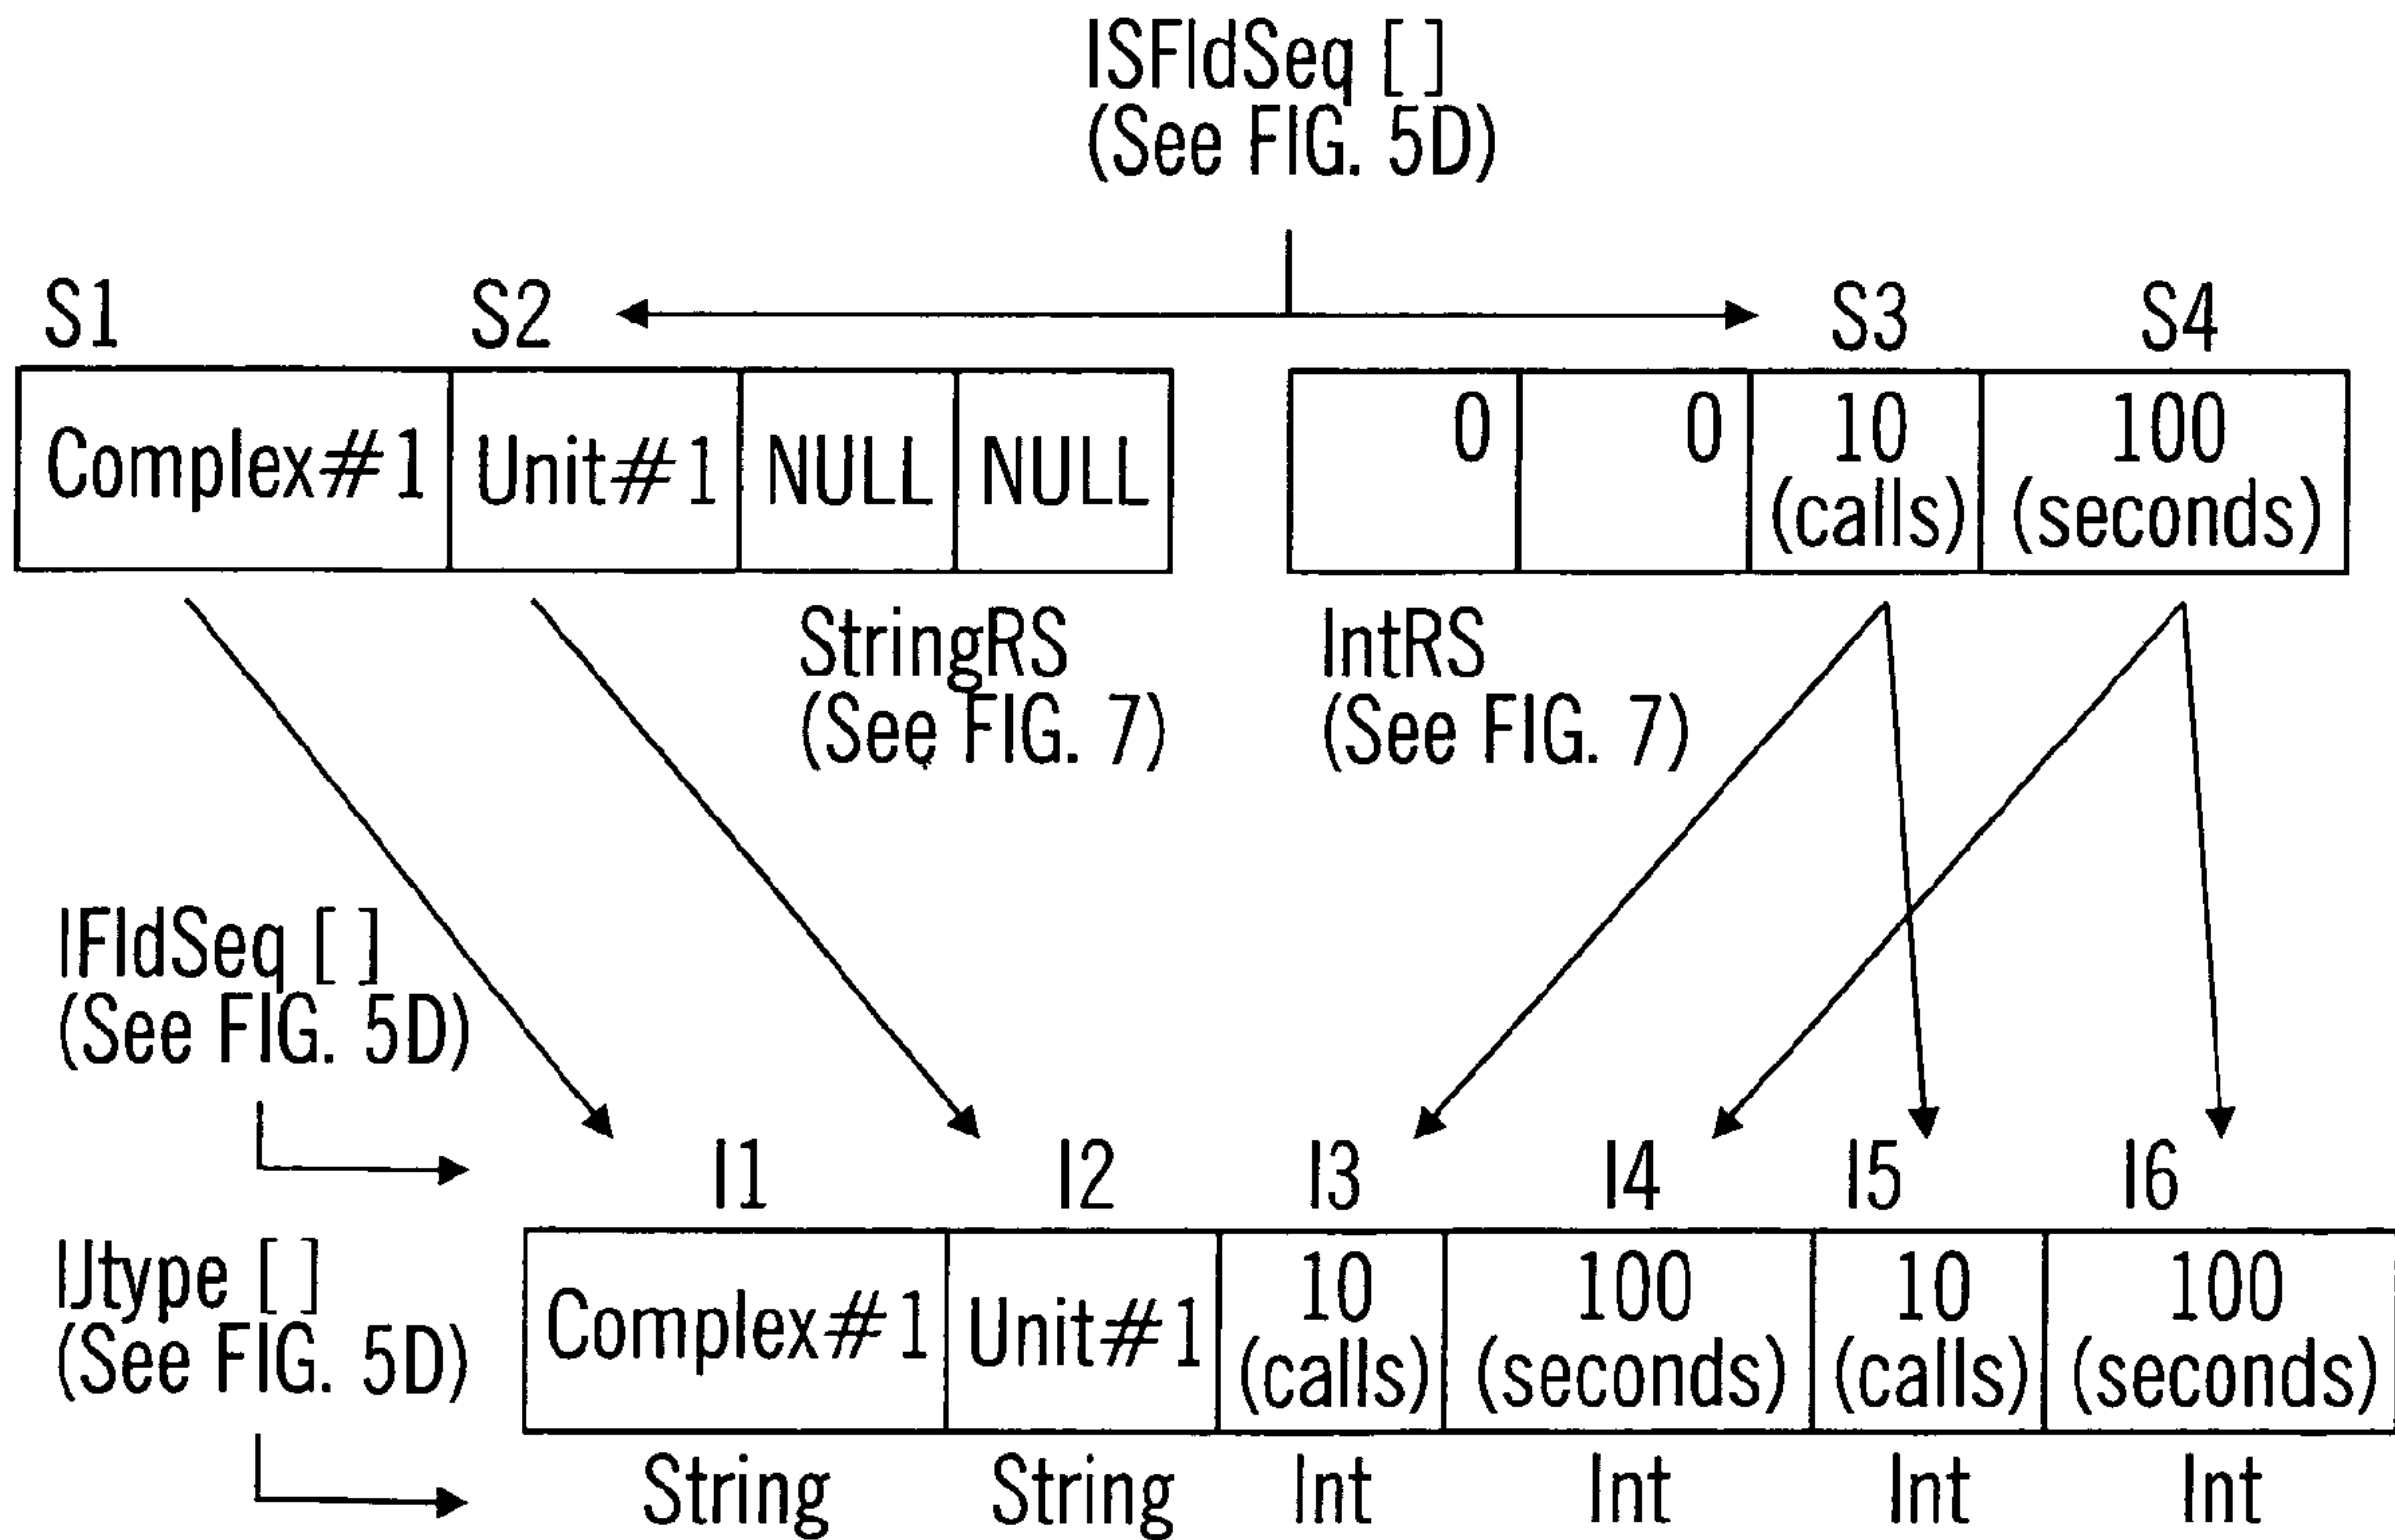 ISFldSeq [ ]
(See FIG. 5D)
S1 S2 S3 S4
Complex#1 Unit#1 NULL NULL 0 0 10 (calls) 100 (seconds)
StringRS
(See FIG. 7)
IntRS
(See FIG. 7)
IFldSeq [ ]
(See FIG. 5D)
I1 I2 I3 I4 I5 I6
IJtype [ ]
(See FIG. 5D)
Complex#1 Unit#1 10 (calls) 100 (seconds) 10 (calls) 100 (seconds)
String String Int Int Int Int